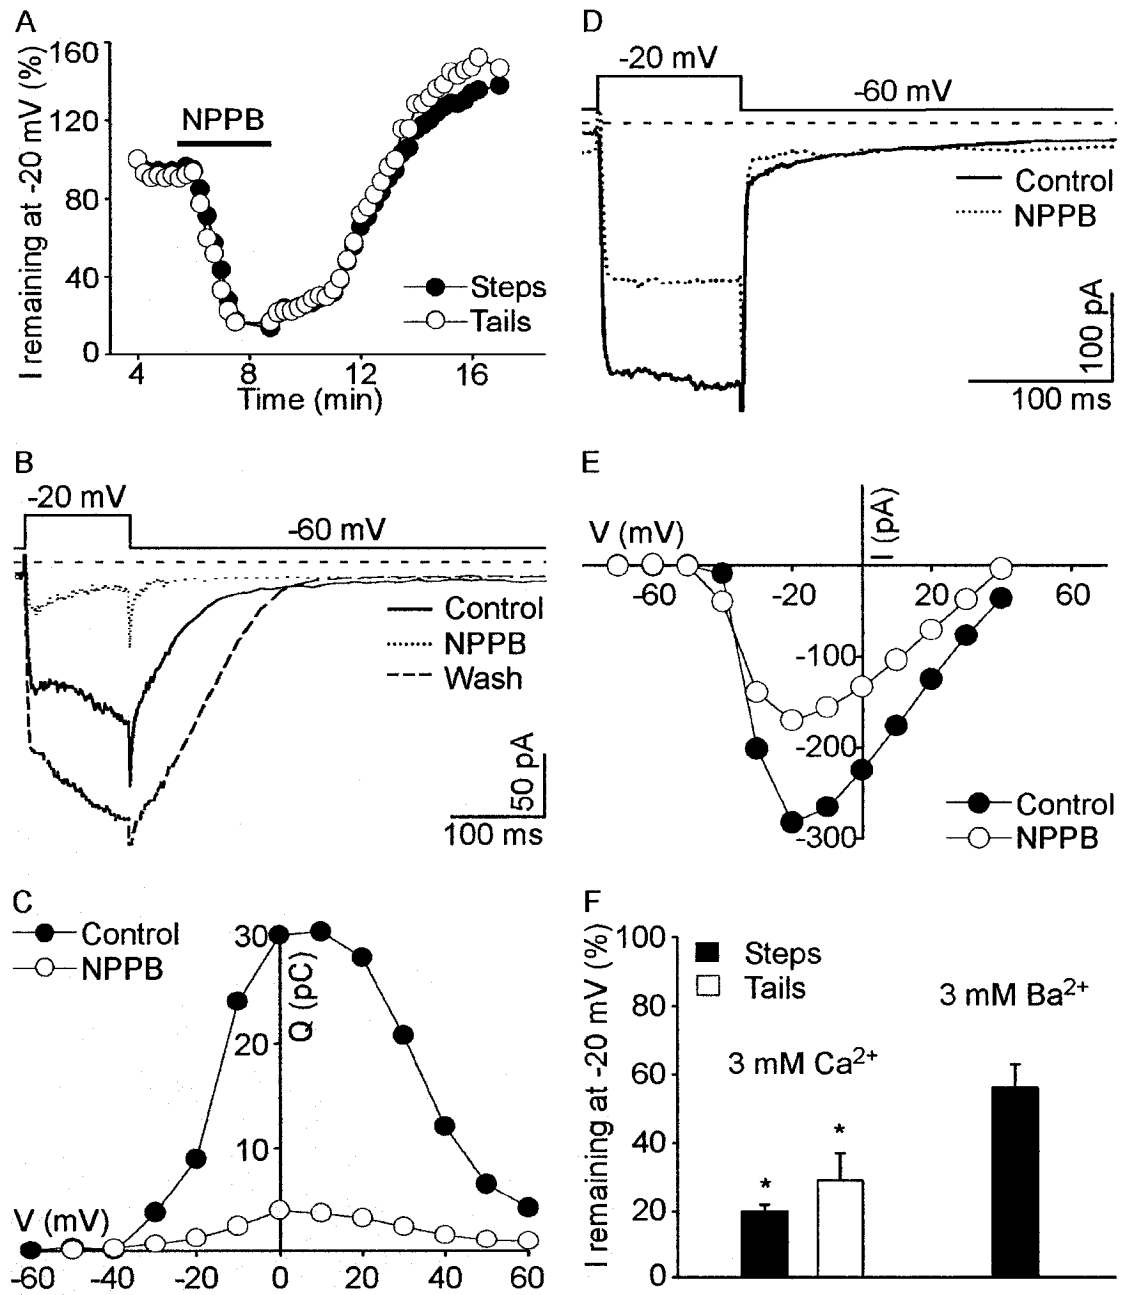 A
I remaining at -20 mV (%)
160
120
80
40
0
NPPB
Steps
Tails
4
8
12
16
Time (min)
B
-20 mV
-60 mV
Control
NPPB
Wash
50 pA
100 ms
C
Control
NPPB
30
20
10
Q (pC)
V (mV)
-60
-40
-20
0
20
40
60
D
-20 mV
-60 mV
Control
NPPB
100 pA
100 ms
E
V (mV)
I (pA)
-60
-20
20
60
-100
-200
-300
Control
NPPB
F
I remaining at -20 mV (%)
100
80
60
40
20
0
Steps
Tails
3 mM Ba2+
3 mM Ca2+
*
*